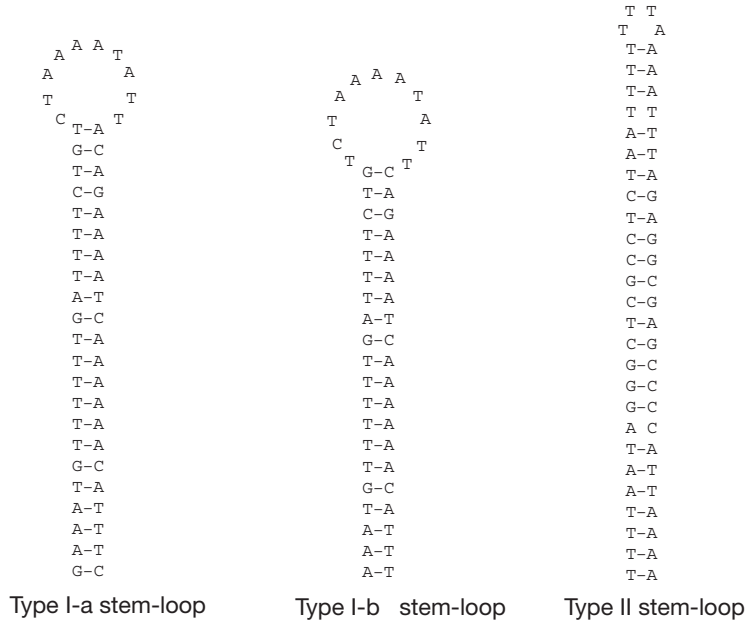 A A
A T
A A
T T
C T
T–A
G–C
T–A
C–G
T–A
T–A
T–A
T–A
A–T
G–C
T–A
T–A
T–A
T–A
T–A
T–A
G–C
T–A
A–T
A–T
A–T
G–C
Type I-a stem-loop
A A A
A T
T A
C T
T T
G–C
T–A
C–G
T–A
T–A
T–A
T–A
A–T
G–C
T–A
T–A
T–A
T–A
T–A
T–A
G–C
T–A
A–T
A–T
A–T
Type I-b stem-loop
T T
T A
T–A
T–A
T–A
T T
A–T
A–T
T–A
C–G
T–A
C–G
C–G
G–C
C–G
T–A
C–G
G–C
G–C
G–C
A C
T–A
A–T
A–T
T–A
T–A
A–T
T–A
Type II stem-loop